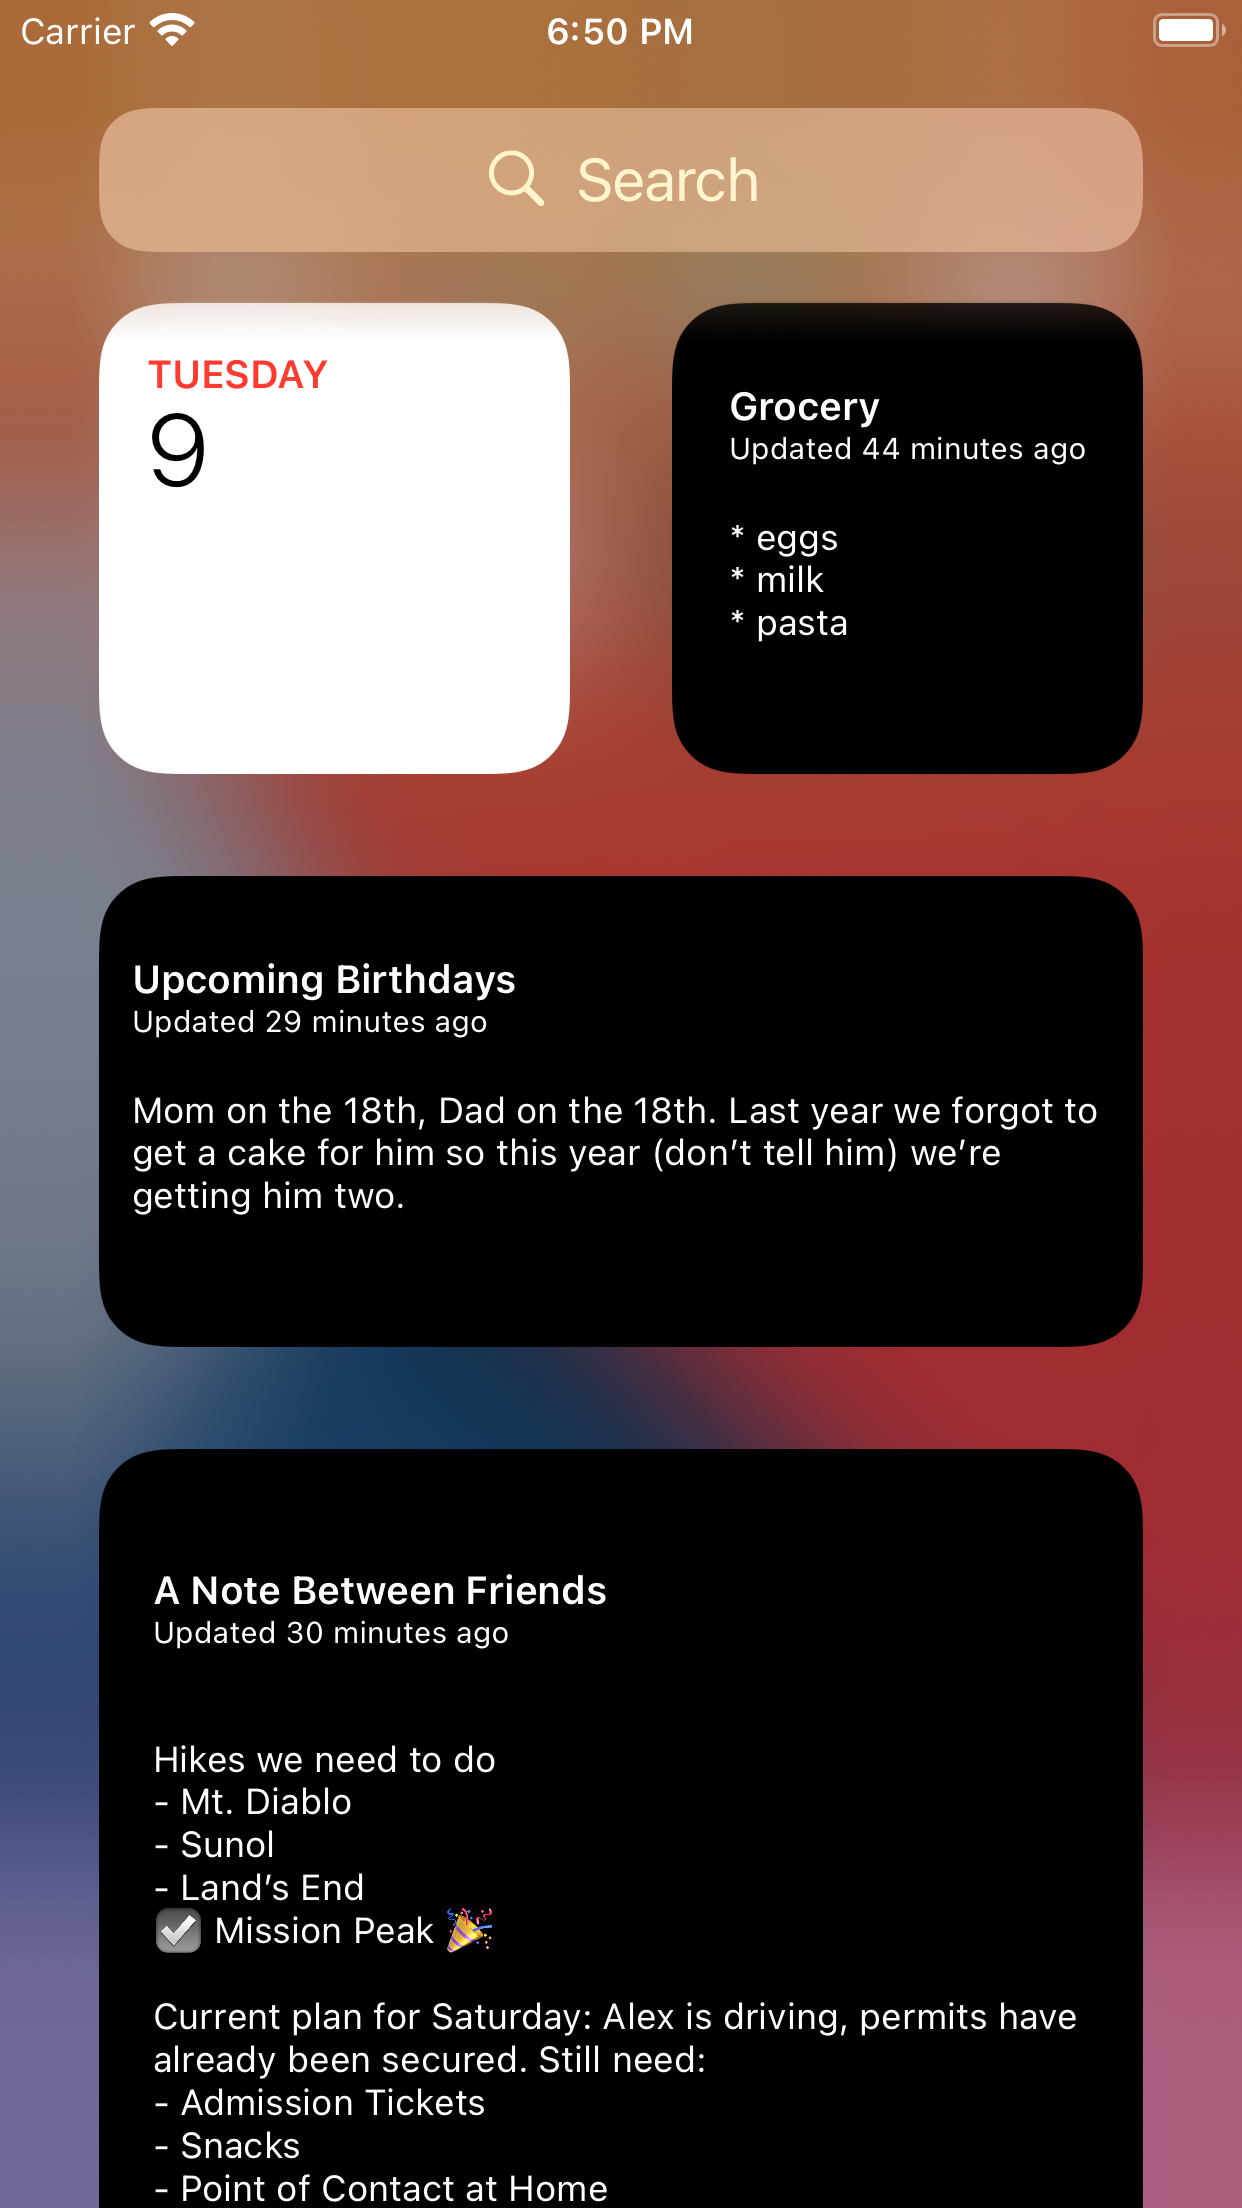 Carrier
6:50 PM
Search
TUESDAY
9
Grocery
Updated 44 minutes ago
* eggs
* milk
* pasta
Upcoming Birthdays
Updated 29 minutes ago
Mom on the 18th, Dad on the 18th. Last year we forgot to
get a cake for him so this year (don’t tell him) we’re
getting him two.
A Note Between Friends
Updated 30 minutes ago
Hikes we need to do
- Mt. Diablo
- Sunol
- Land’s End
☑️ Mission Peak 🎉
Current plan for Saturday: Alex is driving, permits have
already been secured. Still need:
- Admission Tickets
- Snacks
- Point of Contact at Home